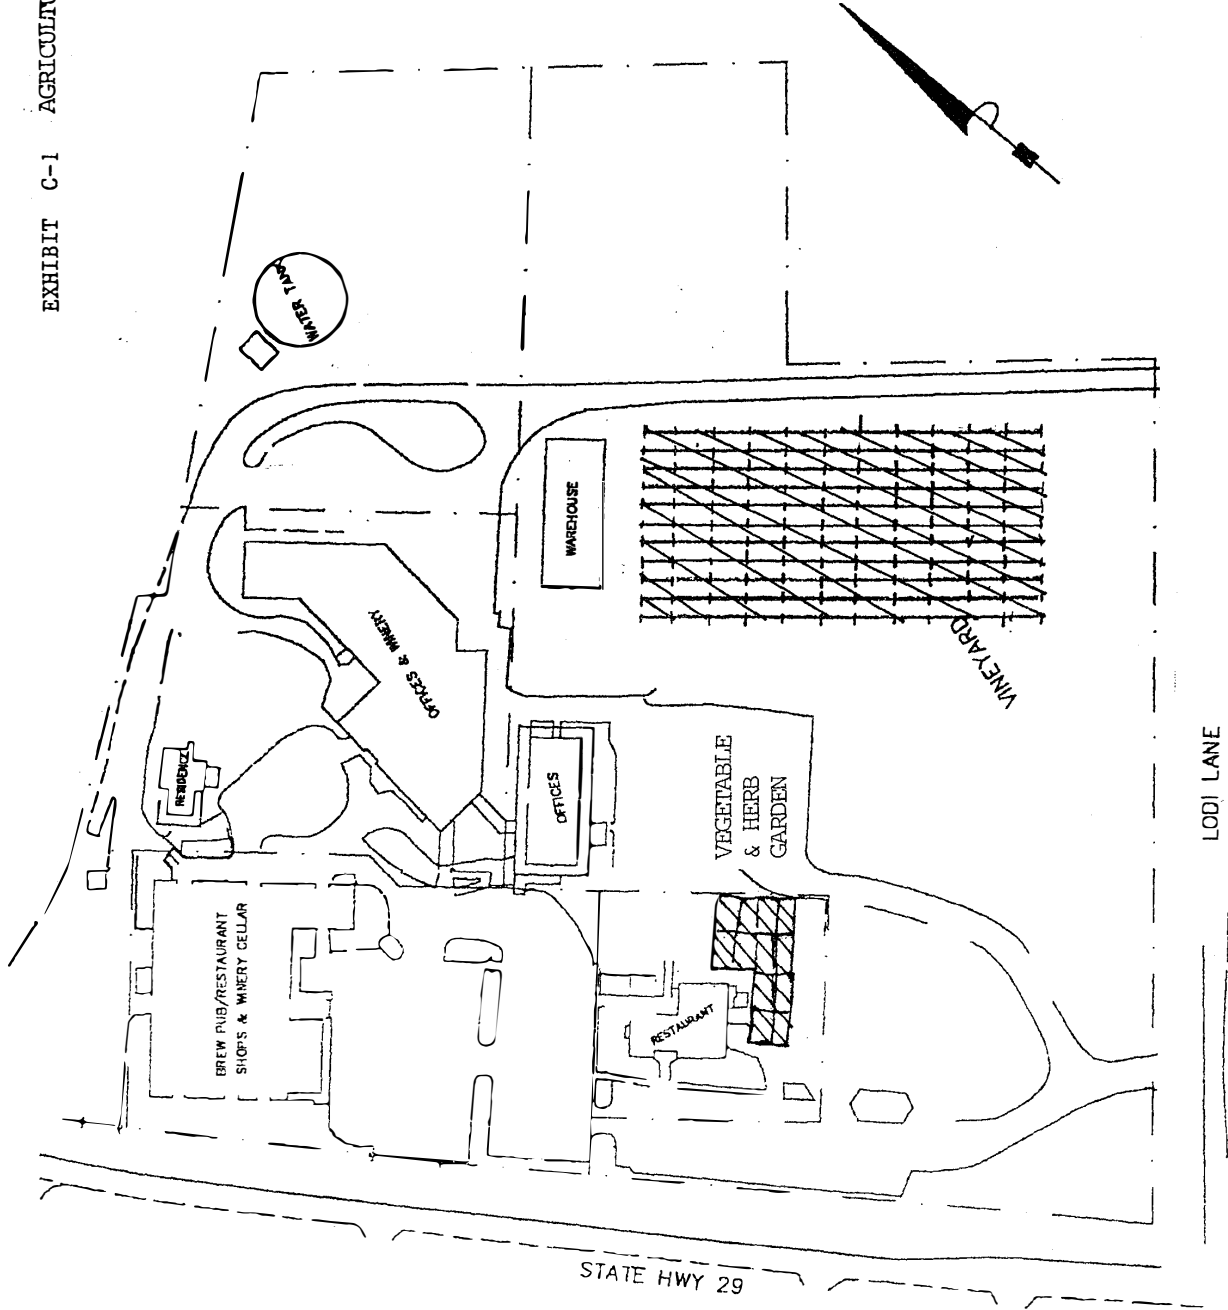 EXHIBIT C-1
WATER TANK
WAREHOUSE
OFFICES & WINERY
VINEYARD
RESIDENCE
OFFICES
VEGETABLE
& HERB
GARDEN
LODI LANE
BREW PUB/RESTAURANT
SHOPS & WINERY CELLAR
RESTAURANT
STATE HWY 29